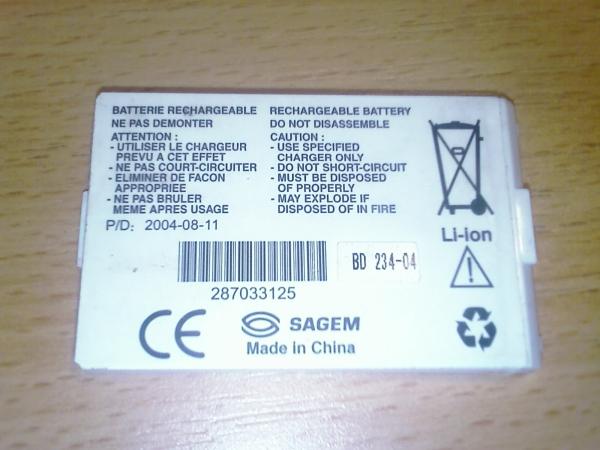 BATTERIE RECHARGEABLE
NE PAS DEMONTER
ATTENTION :
- UTILISER LE CHARGEUR
PREVU A CET EFFET
- NE PAS COURT-CIRCUITER
- ELIMINER DE FACON
APPROPRIEE
- NE PAS BRULER
MEME APRES USAGE
P/D: 2004-08-11
RECHARGEABLE BATTERY
DO NOT DISASSEMBLE
CAUTION :
- USE SPECIFIED
CHARGER ONLY
- DO NOT SHORT-CIRCUIT
- MUST BE DISPOSED
OF PROPERLY
- MAY EXPLODE IF
DISPOSED OF IN FIRE
Li-ion
BD 234-04
287033125
CE
SAGEM
Made in China